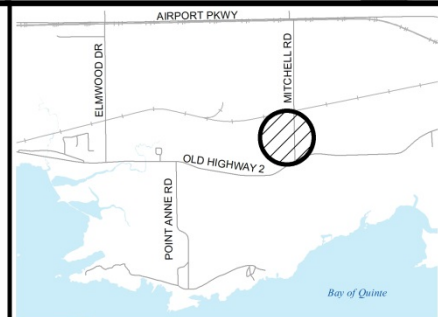 AIRPORT PKWY
ELMWOOD DR
MITCHELL RD
OLD HIGHWAY 2
POINT ANNE RD
Bay of Quinte